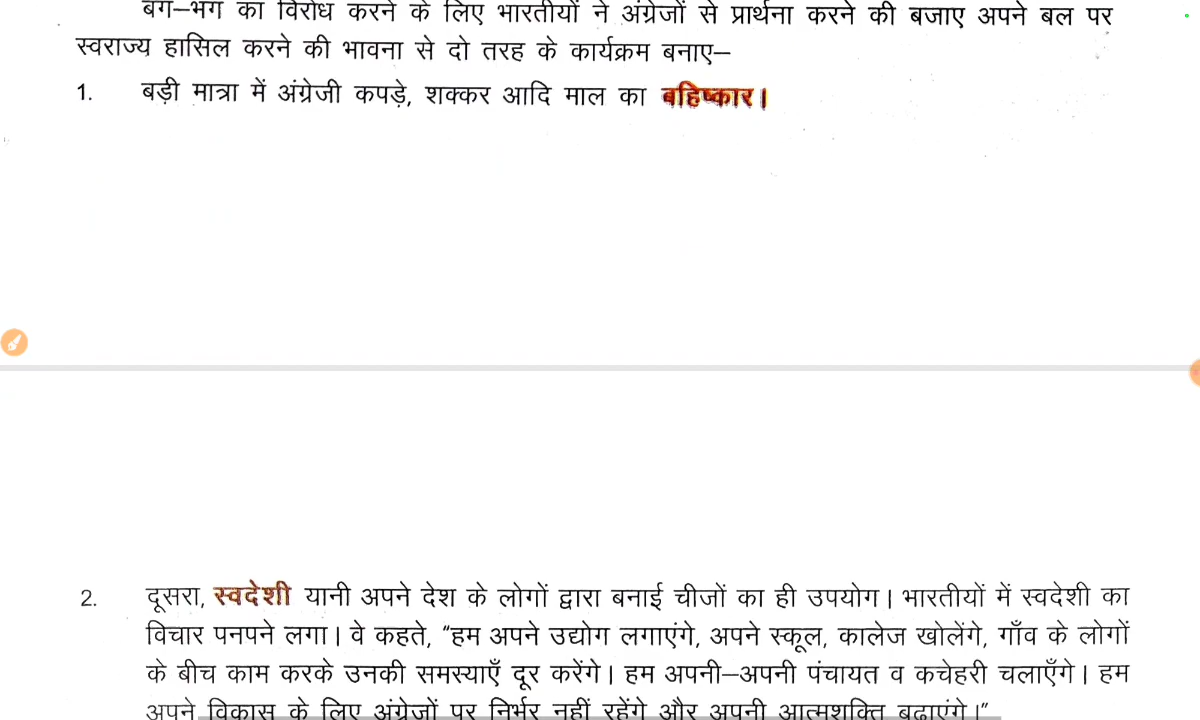 बंग–भंग का विरोध करने के लिए भारतीयों ने अंग्रेजों से प्रार्थना करने की बजाए अपने बल पर
स्वराज्य हासिल करने की भावना से दो तरह के कार्यक्रम बनाए–
1. बड़ी मात्रा में अंग्रेजी कपड़े, शक्कर आदि माल का बहिष्कार।
2. दूसरा, स्वदेशी यानी अपने देश के लोगों द्वारा बनाई चीजों का ही उपयोग। भारतीयों में स्वदेशी का
विचार पनपने लगा। वे कहते, "हम अपने उद्योग लगाएंगे, अपने स्कूल, कालेज खोलेंगे, गाँव के लोगों
के बीच काम करके उनकी समस्याएँ दूर करेंगे। हम अपनी–अपनी पंचायत व कचेहरी चलाएँगे। हम
अपने विकास के लिए अंग्रेजों पर निर्भर नहीं रहेंगे और अपनी आत्मशक्ति बढाएंगे।"